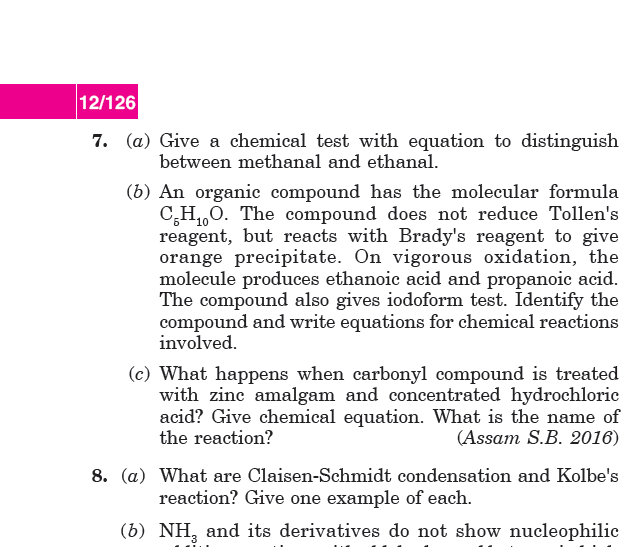 12/126
7. (a) Give a chemical test with equation to distinguish
between methanal and ethanal.
(b) An organic compound has the molecular formula
C₅H₁₀O. The compound does not reduce Tollen's
reagent, but reacts with Brady's reagent to give
orange precipitate. On vigorous oxidation, the
molecule produces ethanoic acid and propanoic acid.
The compound also gives iodoform test. Identify the
compound and write equations for chemical reactions
involved.
(c) What happens when carbonyl compound is treated
with zinc amalgam and concentrated hydrochloric
acid? Give chemical equation. What is the name of
the reaction? (Assam S.B. 2016)
8. (a) What are Claisen-Schmidt condensation and Kolbe's
reaction? Give one example of each.
(b) NH₃ and its derivatives do not show nucleophilic